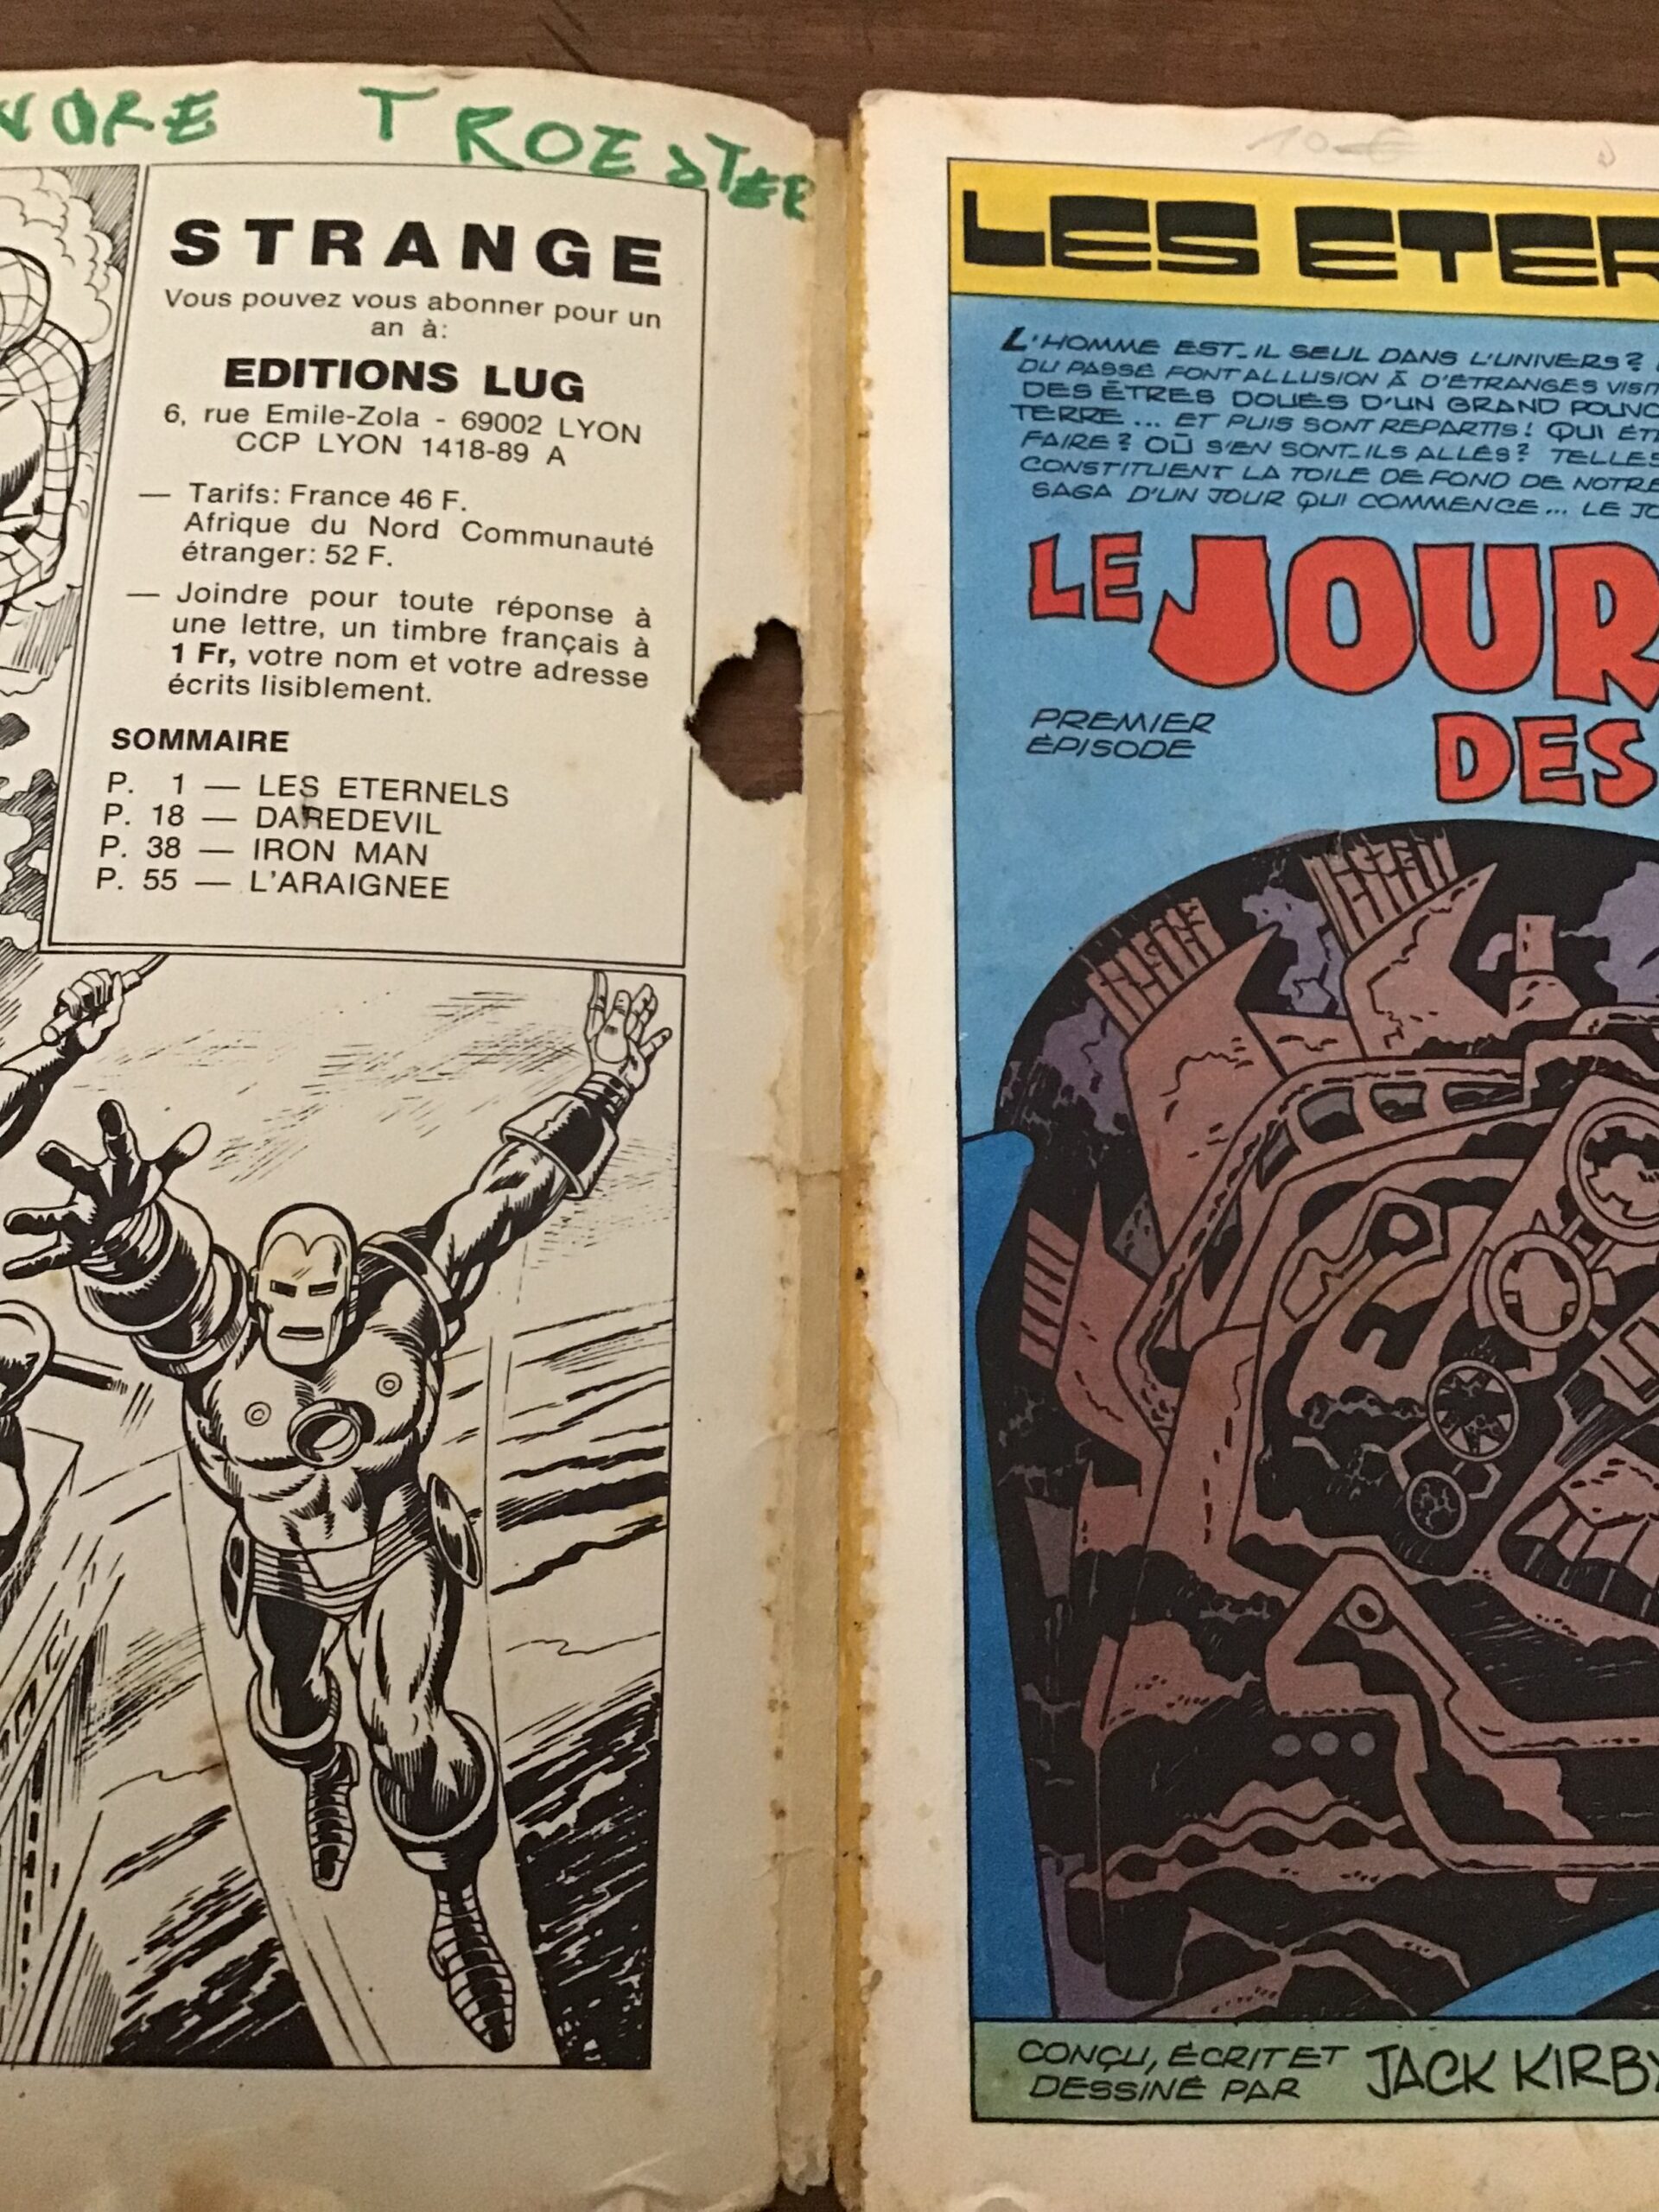 TROESTER
STRANGE
Vous pouvez vous abonner pour un
an à:
EDITIONS LUG
6, rue Emile-Zola - 69002 LYON
CCP LYON 1418-89 A
— Tarifs: France 46 F.
Afrique du Nord Communauté
étranger: 52 F.
— Joindre pour toute réponse à
une lettre, un timbre français à
1 Fr, votre nom et votre adresse
écrits lisiblement.
SOMMAIRE
P. 1 — LES ETERNELS
P. 18 — DAREDEVIL
P. 38 — IRON MAN
P. 55 — L'ARAIGNEE
10 €
LES ETER
L'HOMME EST-IL SEUL DANS L'UNIVERS?
DU PASSÉ FONT ALLUSION À D'ÉTRANGES VISIT
DES ÊTRES DOUÉS D'UN GRAND POUVO
TERRE... ET PUIS SONT REPARTIS! QUI ÉT
FAIRE? OÙ S'EN SONT-ILS ALLÉS? TELLES
CONSTITUENT LA TOILE DE FOND DE NOTRE
SAGA D'UN JOUR QUI COMMENCE... LE JO
LE JOUR
DES
PREMIER
ÉPISODE
CONÇU, ÉCRIT ET
DESSINÉ PAR JACK KIRBY